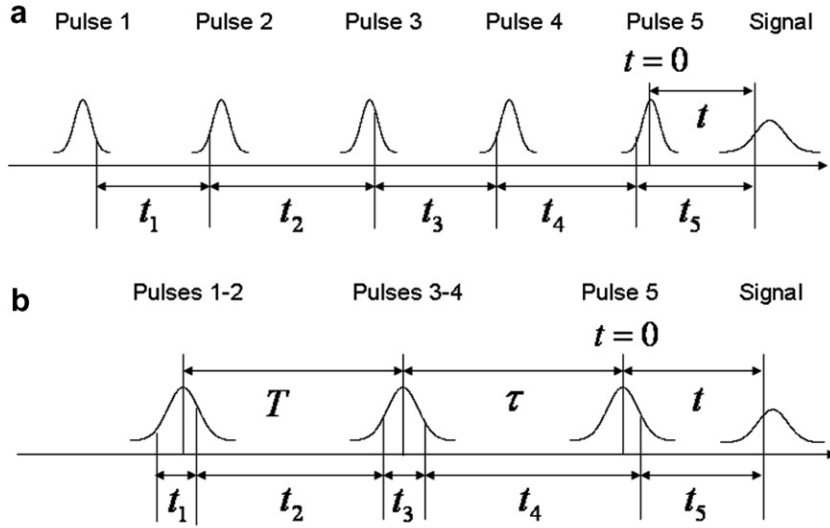 a
Pulse 1 Pulse 2 Pulse 3 Pulse 4 Pulse 5 Signal
t = 0
t
t₁ t₂ t₃ t₄ t₅
b
Pulses 1-2 Pulses 3-4 Pulse 5 Signal
t = 0
T τ t
t₁ t₂ t₃ t₄ t₅